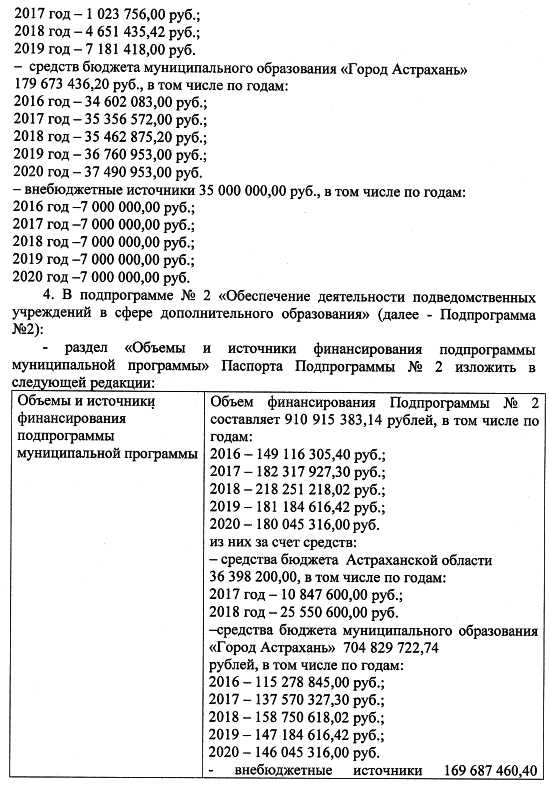 2017 год – 1 023 756,00 руб.;
2018 год – 4 651 435,42 руб.;
2019 год – 7 181 418,00 руб.
– средств бюджета муниципального образования «Город Астрахань»
179 673 436,20 руб., в том числе по годам:
2016 год – 34 602 083,00 руб.;
2017 год – 35 356 572,00 руб.;
2018 год – 35 462 875,20 руб.;
2019 год – 36 760 953,00 руб.;
2020 год – 37 490 953,00 руб.
– внебюджетные источники 35 000 000,00 руб., в том числе по годам:
2016 год –7 000 000,00 руб.;
2017 год –7 000 000,00 руб.;
2018 год –7 000 000,00 руб.;
2019 год –7 000 000,00 руб.;
2020 год –7 000 000,00 руб.
4. В подпрограмме № 2 «Обеспечение деятельности подведомственных
учреждений в сфере дополнительного образования» (далее - Подпрограмма
№2):
- раздел «Объемы и источники финансирования подпрограммы
муниципальной программы» Паспорта Подпрограммы № 2 изложить в
следующей редакции:
Объемы и источники
финансирования
подпрограммы
муниципальной программы
Объем финансирования Подпрограммы № 2
составляет 910 915 383,14 рублей, в том числе по
годам:
2016 – 149 116 305,40 руб.;
2017 – 182 317 927,30 руб.;
2018 – 218 251 218,02 руб.;
2019 – 181 184 616,42 руб.;
2020 – 180 045 316,00 руб.
из них за счет средств:
– средства бюджета Астраханской области
36 398 200,00, в том числе по годам:
2017 год – 10 847 600,00 руб.;
2018 год – 25 550 600,00 руб.
–средства бюджета муниципального образования
«Город Астрахань» 704 829 722,74
рублей, в том числе по годам:
2016 – 115 278 845,00 руб.;
2017 – 137 570 327,30 руб.;
2018 – 158 750 618,02 руб.;
2019 – 147 184 616,42 руб.;
2020 – 146 045 316,00 руб.
- внебюджетные источники 169 687 460,40